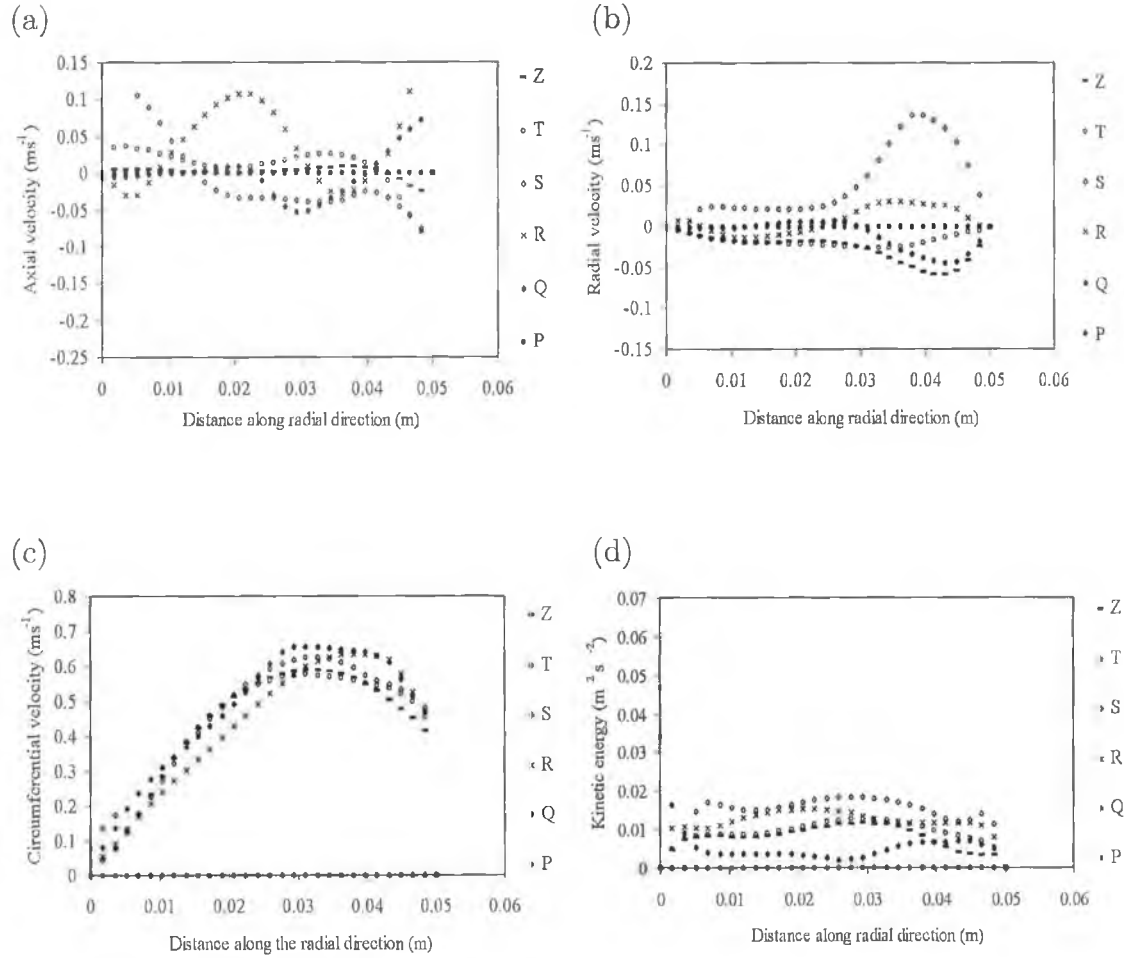 (a)
0.15
0.1
0.05
0
-0.05
-0.1
-0.15
-0.2
-0.25
0 0.01 0.02 0.03 0.04 0.05 0.06
Axial velocity (ms⁻¹)
Distance along radial direction (m)
Z
T
S
R
Q
P
(b)
0.2
0.15
0.1
0.05
0
-0.05
-0.1
-0.15
0 0.01 0.02 0.03 0.04 0.05 0.06
Radial velocity (ms⁻¹)
Distance along radial direction (m)
Z
T
S
R
Q
P
(c)
0.8
0.7
0.6
0.5
0.4
0.3
0.2
0.1
0
0 0.01 0.02 0.03 0.04 0.05 0.06
Circumferential velocity (ms⁻¹)
Distance along the radial direction (m)
Z
T
S
R
Q
P
(d)
0.07
0.06
0.05
0.04
0.03
0.02
0.01
0
0 0.01 0.02 0.03 0.04 0.05 0.06
Kinetic energy (m² s⁻²)
Distance along radial direction (m)
Z
T
S
R
Q
P